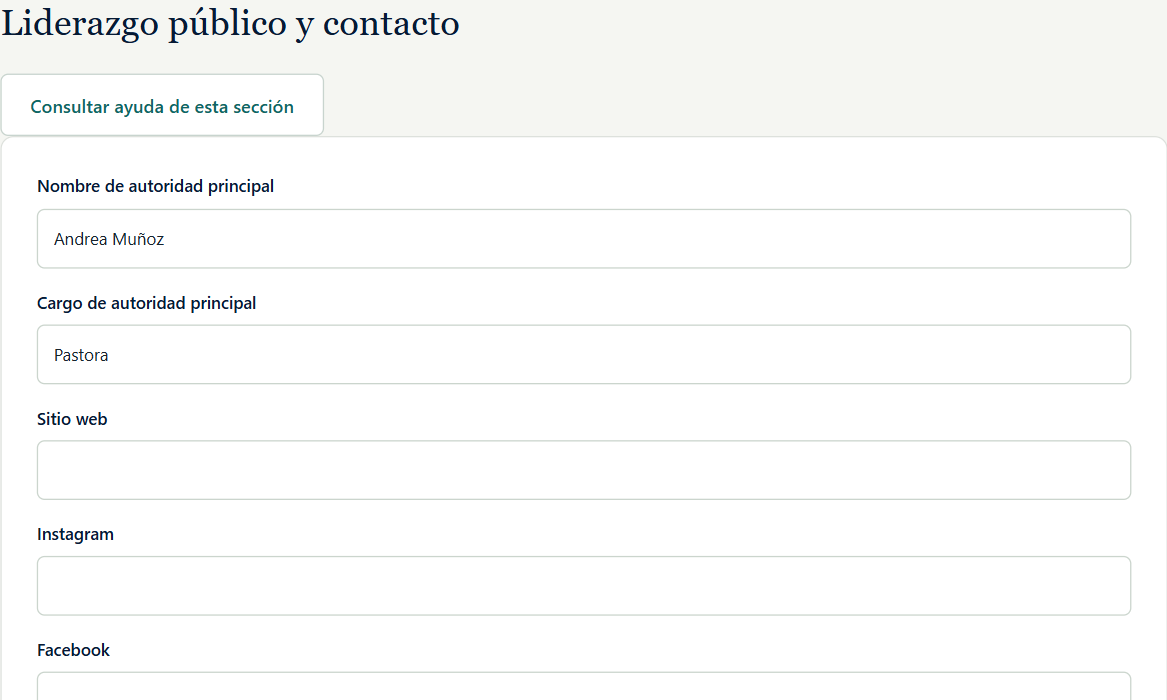 Liderazgo público y contacto
Consultar ayuda de esta sección
Nombre de autoridad principal
Andrea Muñoz
Cargo de autoridad principal
Pastora
Sitio web
Instagram
Facebook